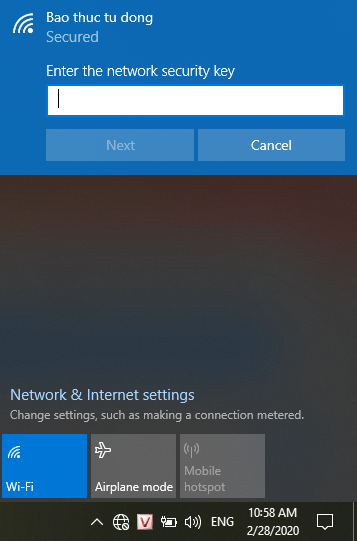 Bao thuc tu dong
Secured
Enter the network security key
Next
Cancel
Network & Internet settings
Change settings, such as making a connection metered.
Wi-Fi
Airplane mode
Mobile
hotspot
V
ENG
10:58 AM
2/28/2020